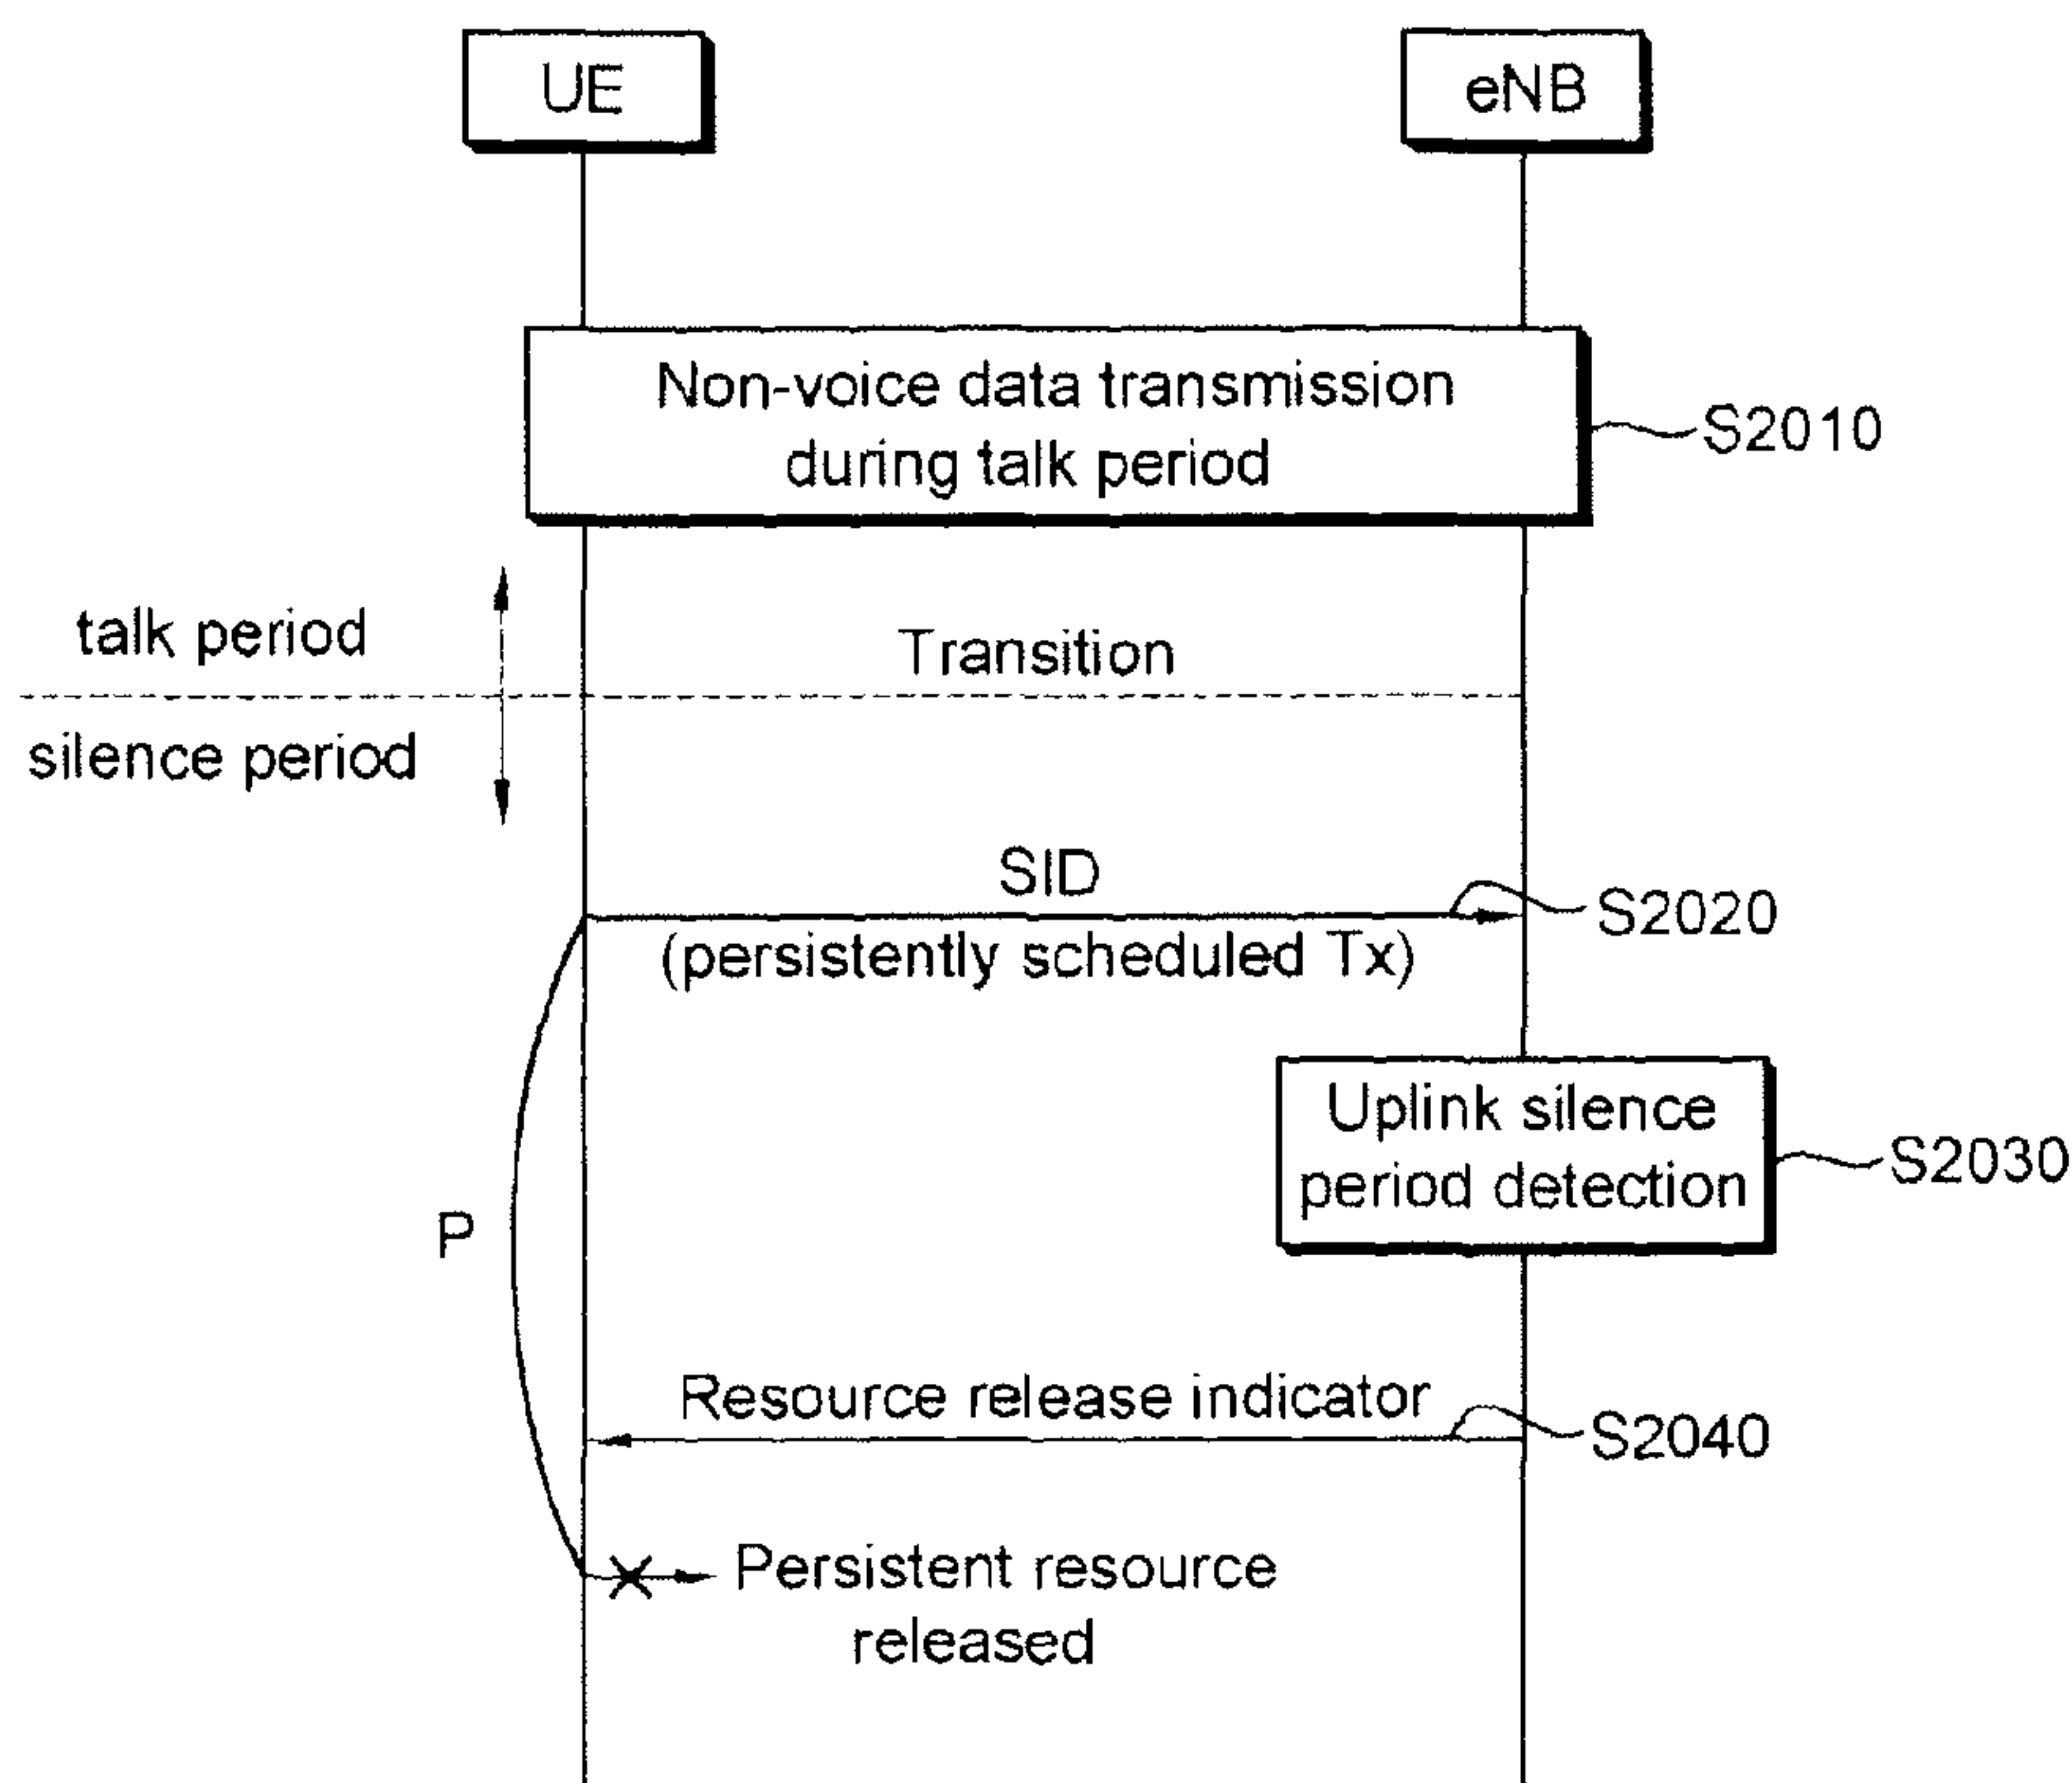 UE
eNB
Non-voice data transmission
during talk period
S2010
talk period
Transition
silence period
SID
S2020
(persistently scheduled Tx)
Uplink silence
period detection
S2030
P
Resource release indicator
S2040
Persistent resource
released